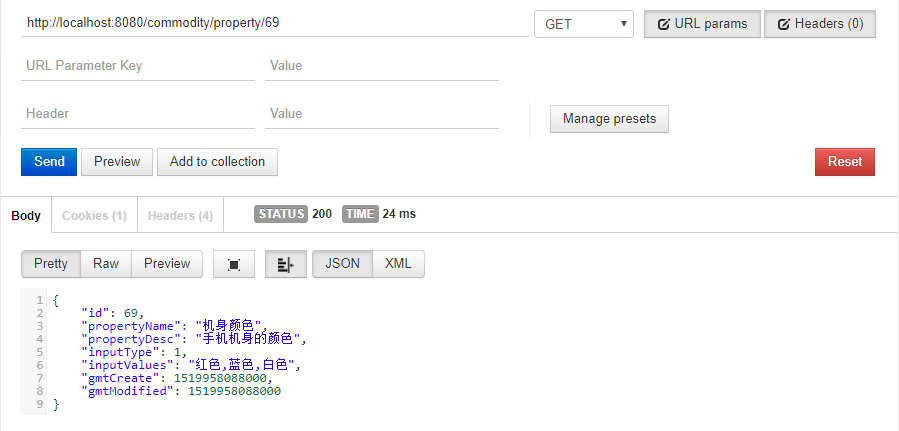 http://localhost:8080/commodity/property/69 GET URL params Headers (0)
URL Parameter Key Value
Header Value Manage presets
Send Preview Add to collection Reset
Body Cookies (1) Headers (4) STATUS 200 TIME 24 ms
Pretty Raw Preview JSON XML
1 {
2 "id": 69,
3 "propertyName": "机身颜色",
4 "propertyDesc": "手机机身的颜色",
5 "inputType": 1,
6 "inputValues": "红色,蓝色,白色",
7 "gmtCreate": 1519958088000,
8 "gmtModified": 1519958088000
9 }